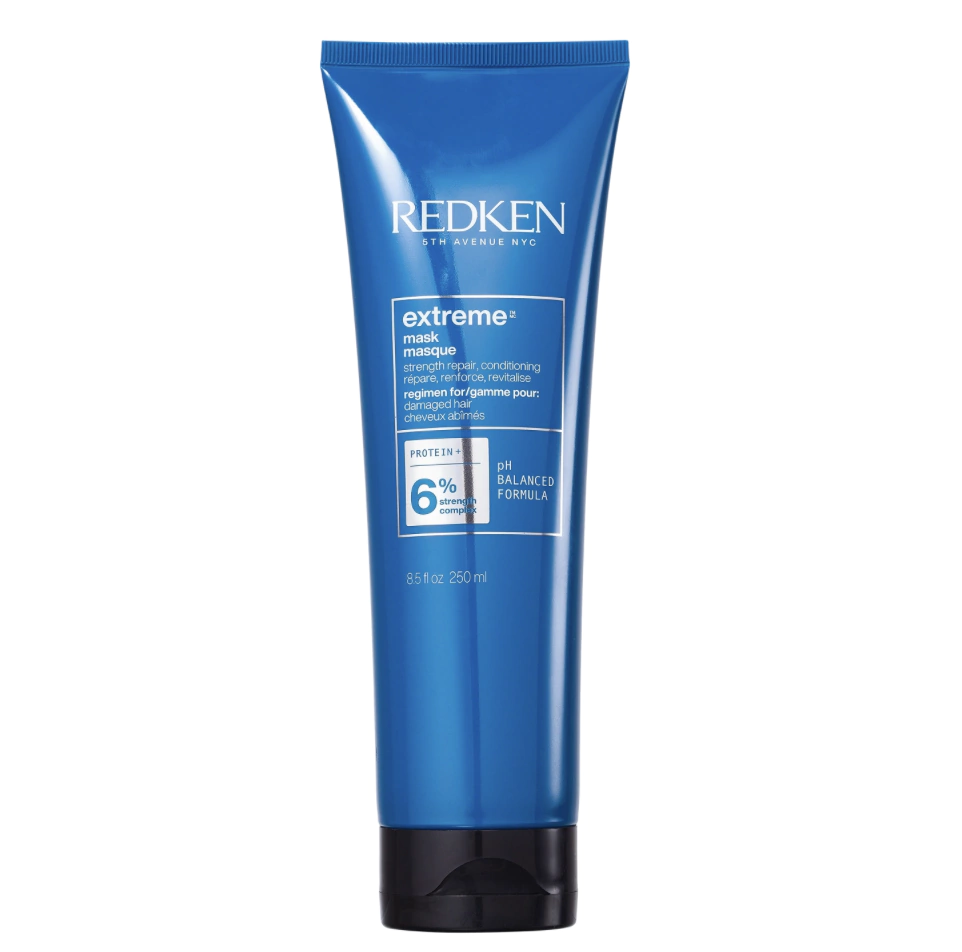 REDKEN
5TH AVENUE NYC
extreme™
mask
masque
strength repair, conditioning
répare, renforce, revitalise
regimen for/gamme pour:
damaged hair
cheveux abîmés
PROTEIN +
6%
strength
complex
pH
BALANCED
FORMULA
8.5 fl oz 250 ml